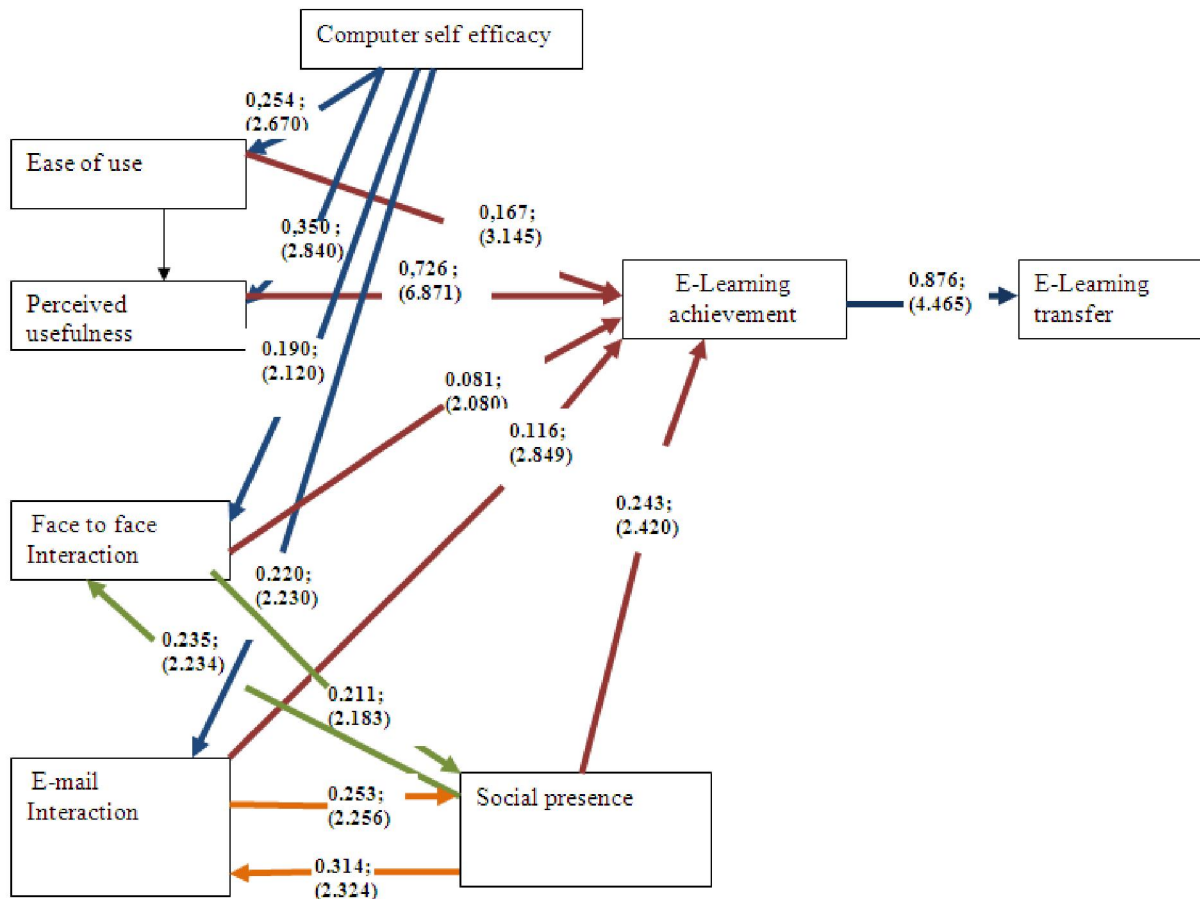 Computer self efficacy
0,254 ;
(2.670)
Ease of use
0,167;
(3.145)
0,350 ;
(2.840)
0,726 ;
(6.871)
Perceived
usefulness
E-Learning
achievement
0.876;
(4.465)
E-Learning
transfer
0.190;
(2.120)
0.081;
(2.080)
0.116;
(2.849)
0.243;
(2.420)
Face to face
Interaction
0.220;
(2.230)
0.235;
(2.234)
0.211;
(2.183)
E-mail
Interaction
0.253;
(2.256)
Social presence
0.314;
(2.324)